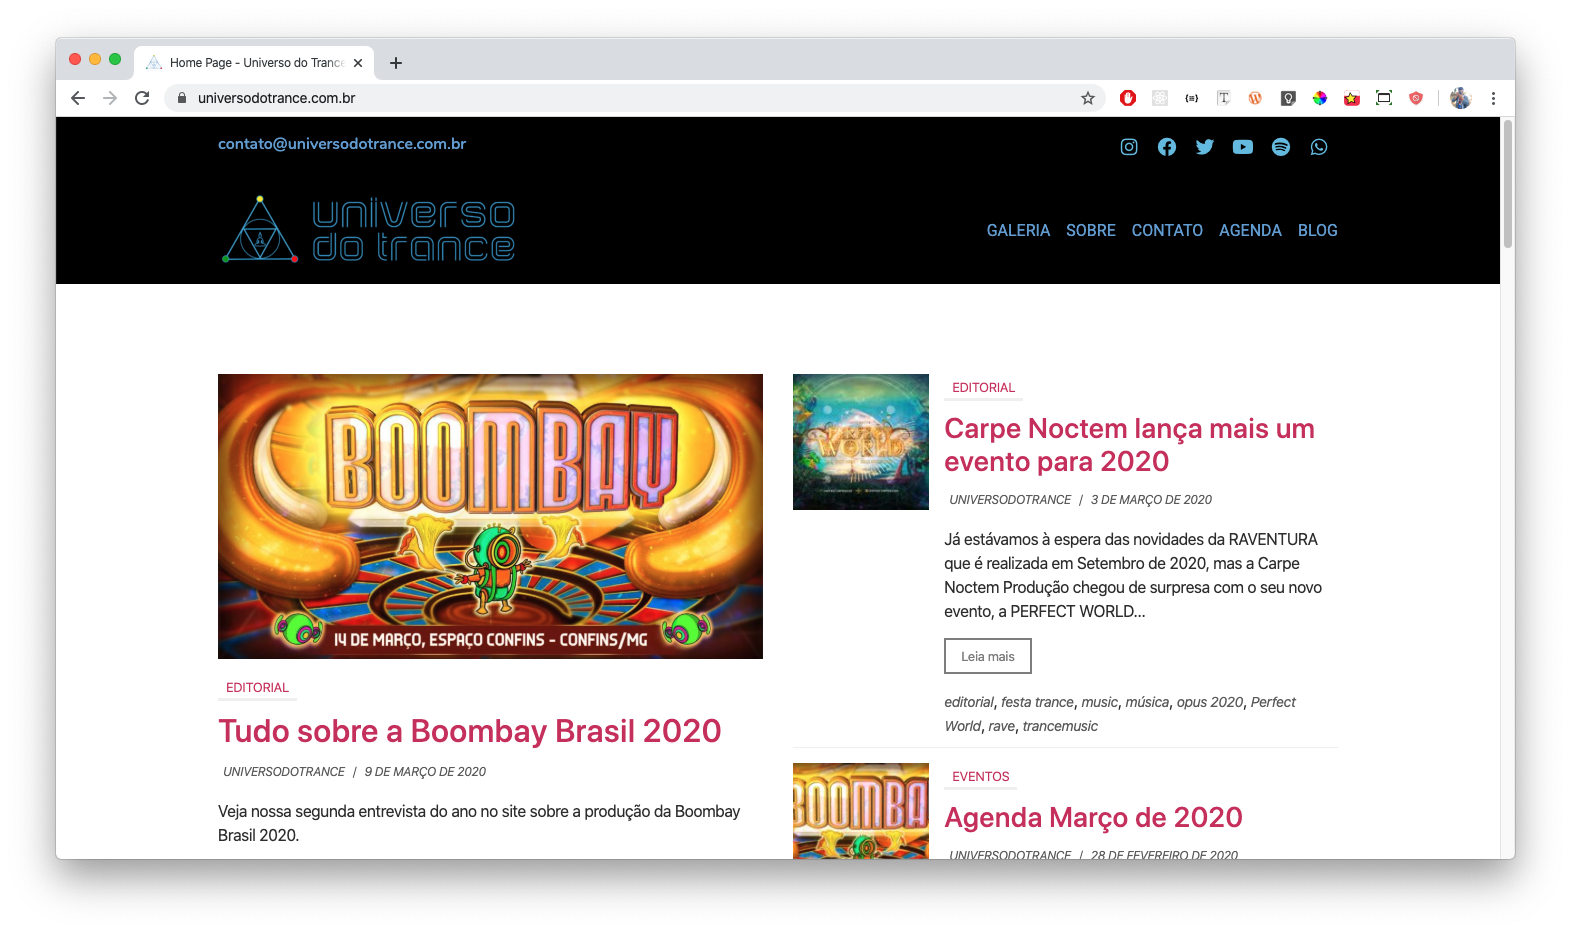 Home Page - Universo do Trance
universodotrance.com.br
contato@universodotrance.com.br
universo
do trance
GALERIA SOBRE CONTATO AGENDA BLOG
BOOMBAY
14 DE MARÇO, ESPAÇO CONFINS - CONFINS/MG
EDITORIAL
Tudo sobre a Boombay Brasil 2020
UNIVERSODOTRANCE / 9 DE MARÇO DE 2020
Veja nossa segunda entrevista do ano no site sobre a produção da Boombay
Brasil 2020.
WORLD
EDITORIAL
Carpe Noctem lança mais um
evento para 2020
UNIVERSODOTRANCE / 3 DE MARÇO DE 2020
Já estávamos à espera das novidades da RAVENTURA
que é realizada em Setembro de 2020, mas a Carpe
Noctem Produção chegou de surpresa com o seu novo
evento, a PERFECT WORLD...
Leia mais
editorial, festa trance, music, música, opus 2020, Perfect
World, rave, trancemusic
BOOMBA
EVENTOS
Agenda Março de 2020
UNIVERSODOTRANCE / 28 DE FEVEREIRO DE 2020